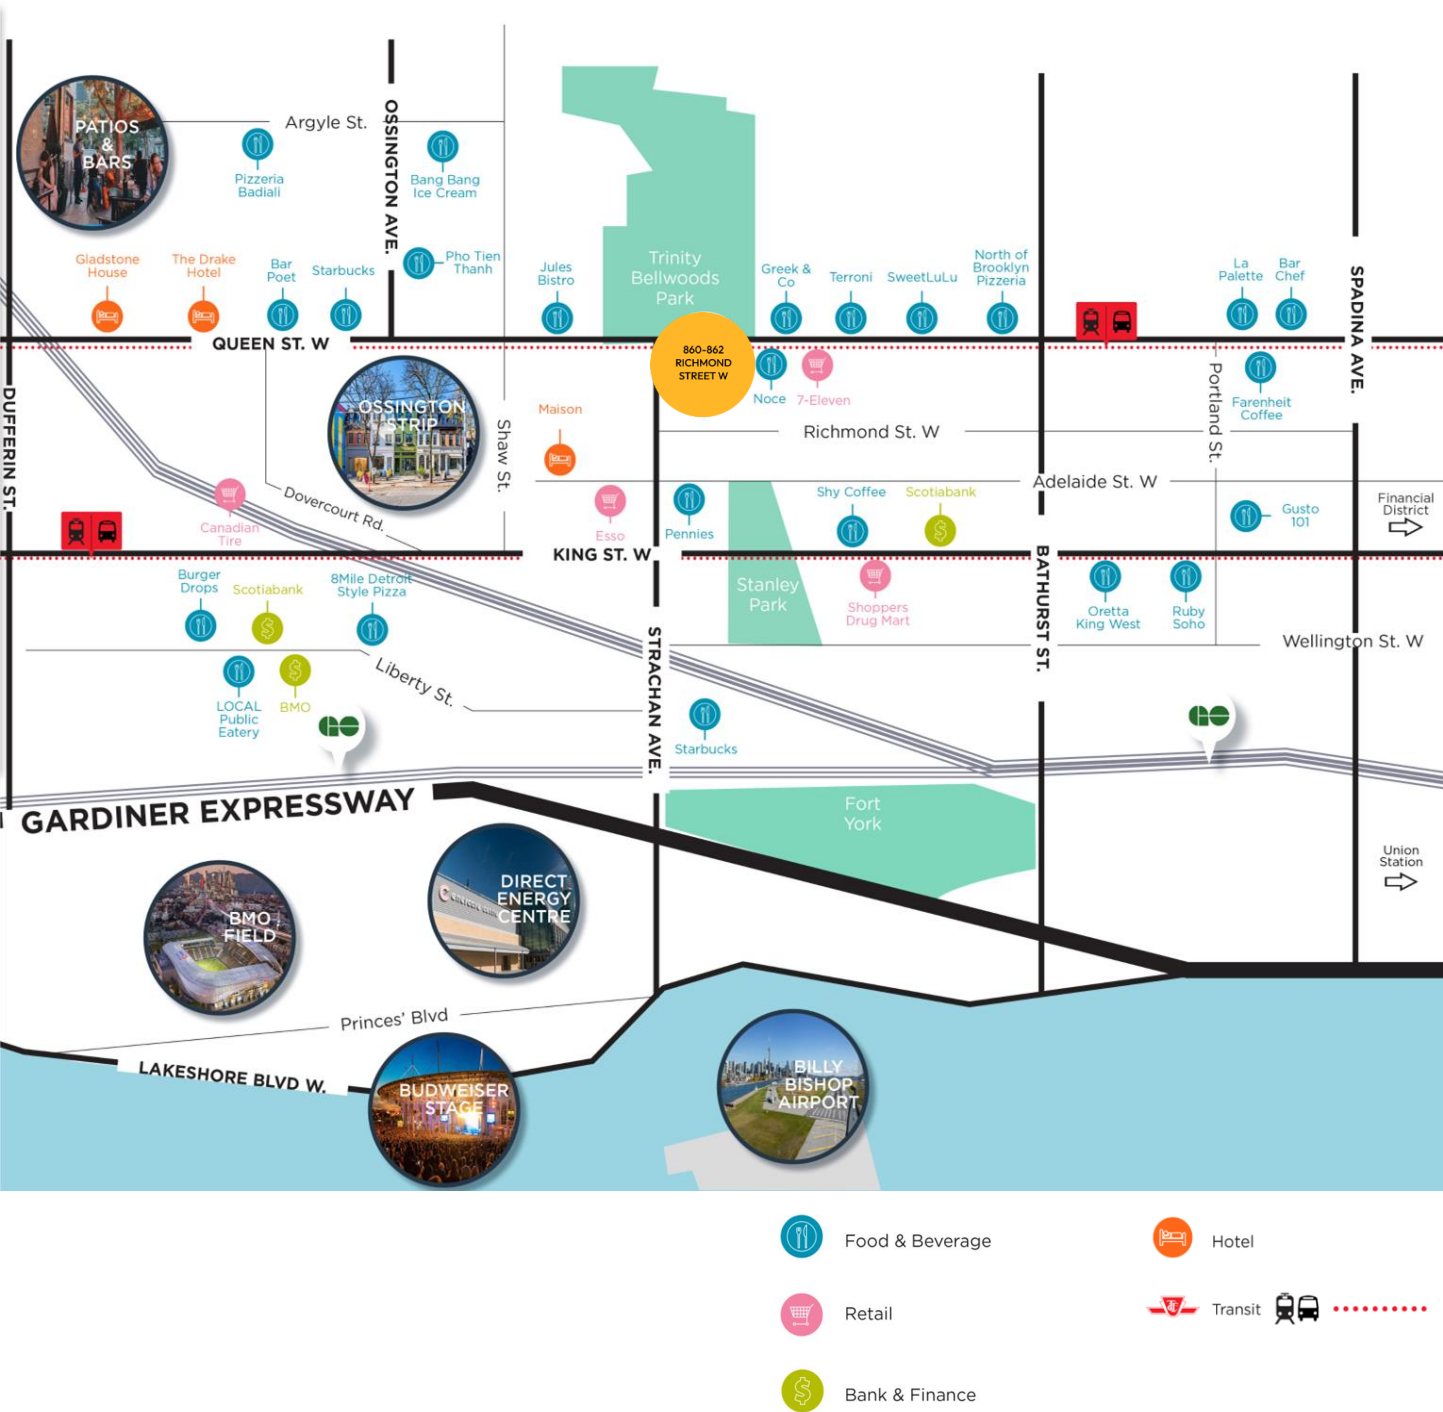 PATIOS
&
BARS
Argyle St.
OSSINGTON AVE.
Pizzeria
Badiali
Bang Bang
Ice Cream
Gladstone
House
The Drake
Hotel
Bar
Poet
Starbucks
Pho Tien
Thanh
Jules
Bistro
Trinity
Bellwoods
Park
Greek &
Co
Terroni
SweetLuLu
North of
Brooklyn
Pizzeria
La
Palette
Bar
Chef
SPADINA AVE.
QUEEN ST. W
860-862
RICHMOND
STREET W
Noce
7-Eleven
Portland St.
Farenheit
Coffee
DUFFERIN ST.
OSSINGTON
STRIP
Shaw St.
Maison
Richmond St. W
Adelaide St. W
Dovercourt Rd.
Canadian
Tire
Esso
Pennies
Shy Coffee
Scotiabank
Gusto
101
Financial
District
KING ST. W
BATHURST ST.
Burger
Drops
Scotiabank
8Mile Detroit
Style Pizza
Stanley
Park
Shoppers
Drug Mart
Oretta
King West
Ruby
Soho
Wellington St. W
STRACHAN AVE.
Liberty St.
LOCAL
Public
Eatery
BMO
GO
Starbucks
GO
GARDINER EXPRESSWAY
Fort
York
Union
Station
DIRECT
ENERGY
CENTRE
BMO
FIELD
Princes' Blvd
LAKESHORE BLVD W.
BUDWEISER
STAGE
BILLY
BISHOP
AIRPORT
Food & Beverage
Hotel
Retail
Transit
Bank & Finance